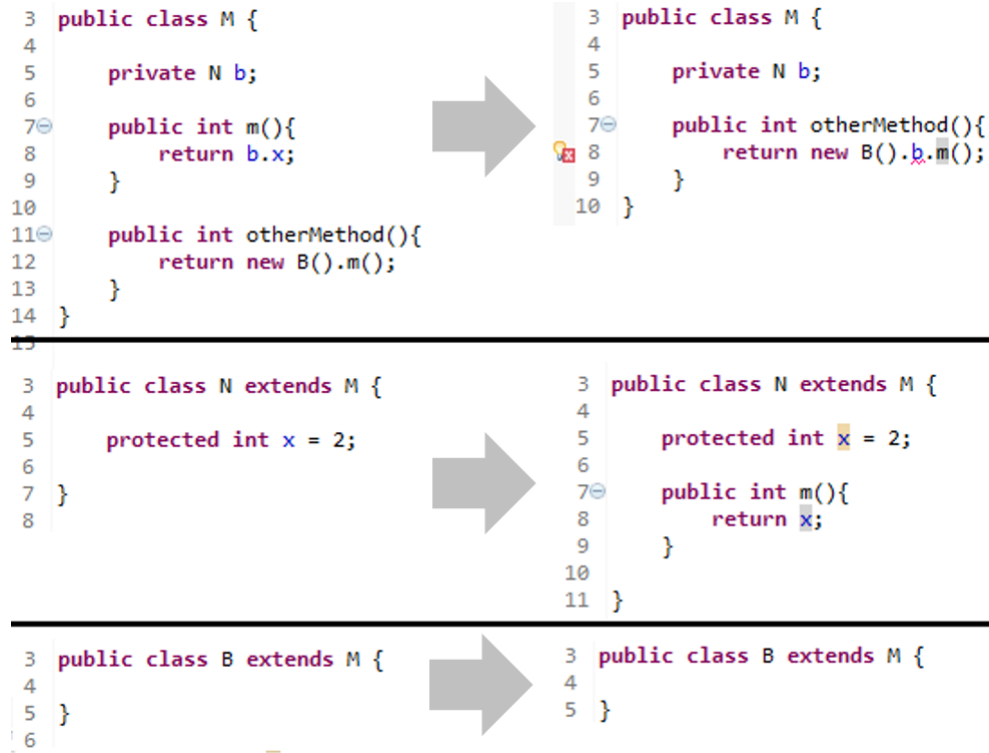 3 public class M {
4
5 private N b;
6
7 public int m(){
8 return b.x;
9 }
10
11 public int otherMethod(){
12 return new B().m();
13 }
14 }
15
3 public class M {
4
5 private N b;
6
7 public int otherMethod(){
8 return new B().b.m();
9 }
10 }
3 public class N extends M {
4
5 protected int x = 2;
6
7 }
8
3 public class N extends M {
4
5 protected int x = 2;
6
7 public int m(){
8 return x;
9 }
10
11 }
3 public class B extends M {
4
5 }
6
3 public class B extends M {
4
5 }